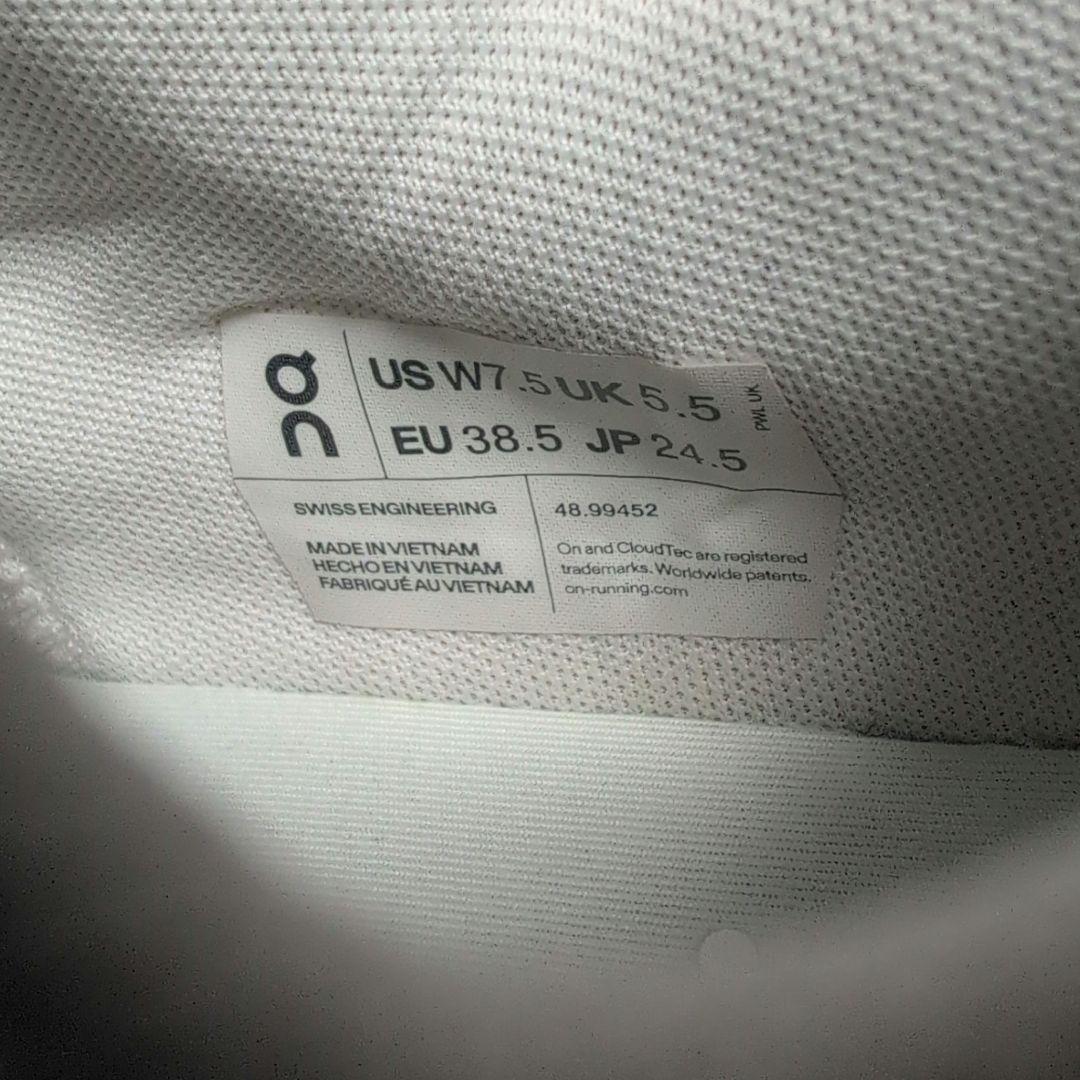 On
US W7.5 UK 5.5
EU 38.5 JP 24.5
PWL UK
SWISS ENGINEERING
MADE IN VIETNAM
HECHO EN VIETNAM
FABRIQUÉ AU VIETNAM
48.99452
On and CloudTec are registered
trademarks. Worldwide patents.
on-running.com